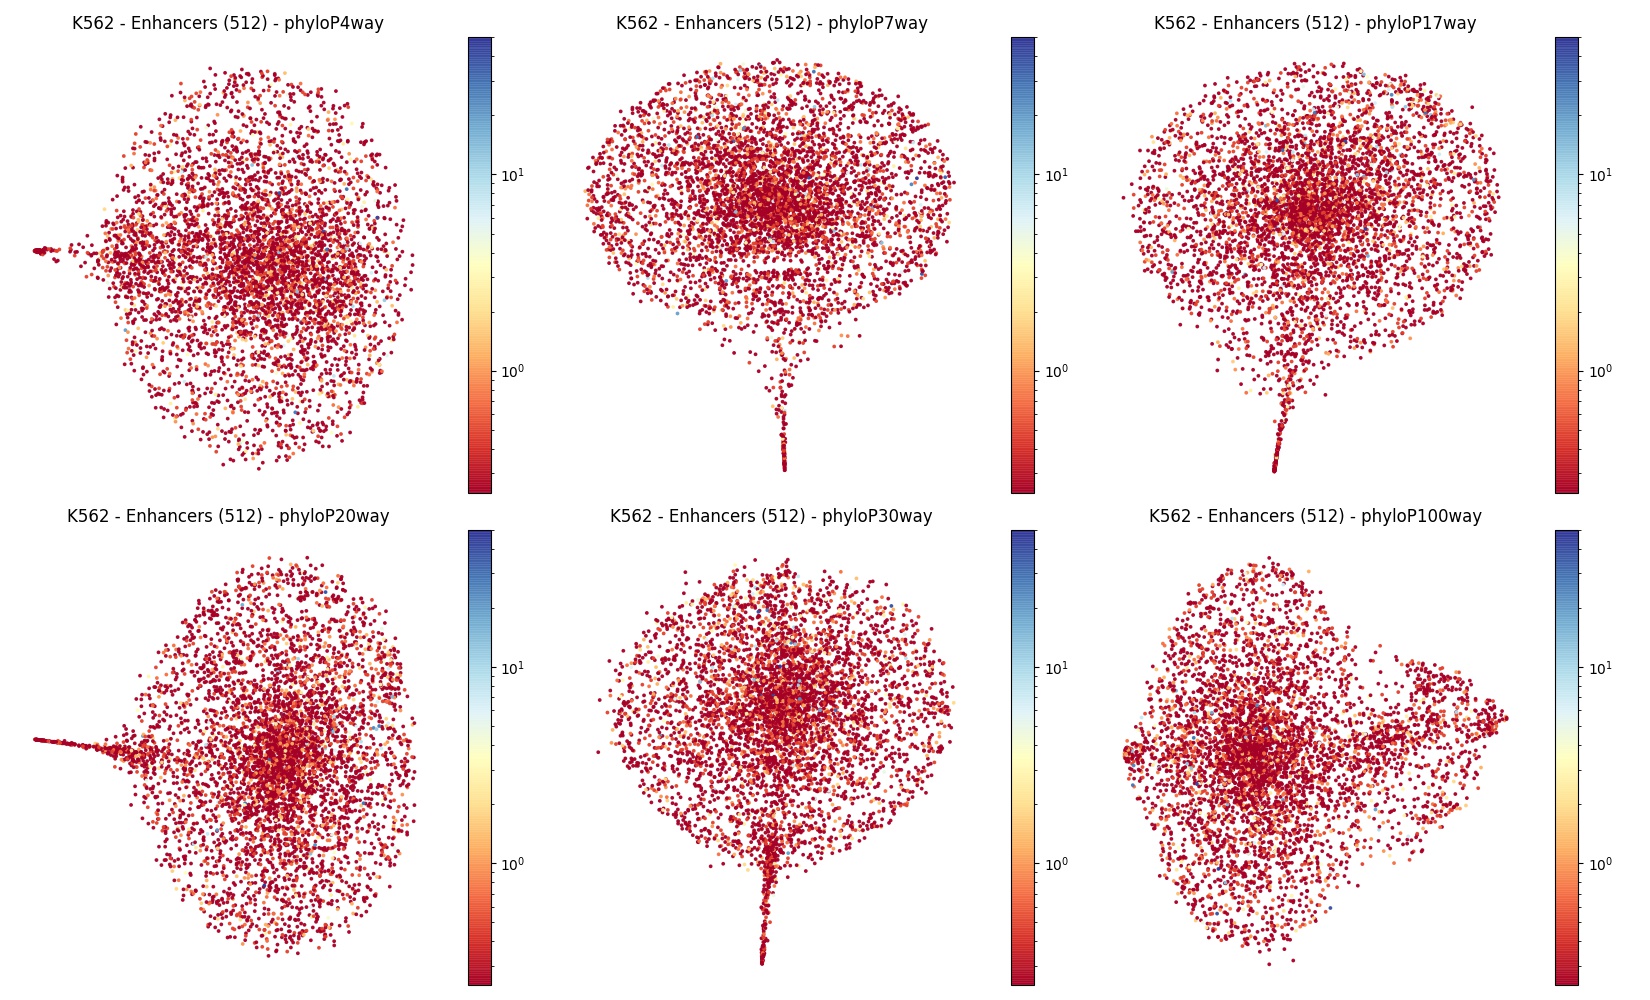 K562 - Enhancers (512) - phyloP4way
K562 - Enhancers (512) - phyloP7way
K562 - Enhancers (512) - phyloP17way
10¹
10⁰
10¹
10⁰
10¹
10⁰
K562 - Enhancers (512) - phyloP20way
K562 - Enhancers (512) - phyloP30way
K562 - Enhancers (512) - phyloP100way
10¹
10⁰
10¹
10⁰
10¹
10⁰